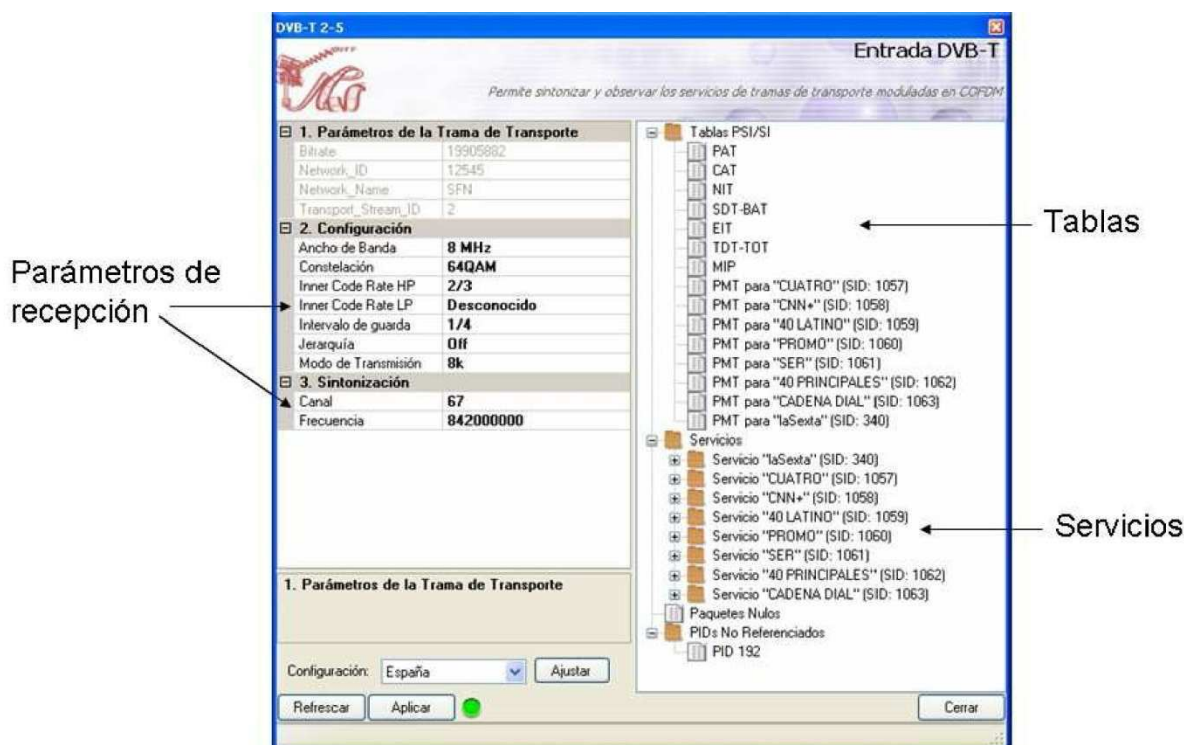 DVB-T 2-5
Entrada DVB-T
Permite sintonizar y observar los servicios de tramas de transporte moduladas en COFDM
1. Parámetros de la Trama de Transporte
Bitrate 19905882
Network_ID 12545
Network_Name SFN
Transport_Stream_ID 2
2. Configuración
Ancho de Banda 8 MHz
Constelación 64QAM
Inner Code Rate HP 2/3
Inner Code Rate LP Desconocido
Intervalo de guarda 1/4
Jerarquía Off
Modo de Transmisión 8k
3. Sintonización
Canal 67
Frecuencia 842000000
1. Parámetros de la Trama de Transporte
Configuración: España Ajustar
Refrescar Aplicar
Tablas PSI/SI
PAT
CAT
NIT
SDT-BAT
EIT
TDT-TOT
MIP
PMT para "CUATRO" (SID: 1057)
PMT para "CNN+" (SID: 1058)
PMT para "40 LATINO" (SID: 1059)
PMT para "PROMO" (SID: 1060)
PMT para "SER" (SID: 1061)
PMT para "40 PRINCIPALES" (SID: 1062)
PMT para "CADENA DIAL" (SID: 1063)
PMT para "laSexta" (SID: 340)
Servicios
Servicio "laSexta" (SID: 340)
Servicio "CUATRO" (SID: 1057)
Servicio "CNN+" (SID: 1058)
Servicio "40 LATINO" (SID: 1059)
Servicio "PROMO" (SID: 1060)
Servicio "SER" (SID: 1061)
Servicio "40 PRINCIPALES" (SID: 1062)
Servicio "CADENA DIAL" (SID: 1063)
Paquetes Nulos
PIDs No Referenciados
PID 192
Cerrar
Parámetros de
recepción
Tablas
Servicios